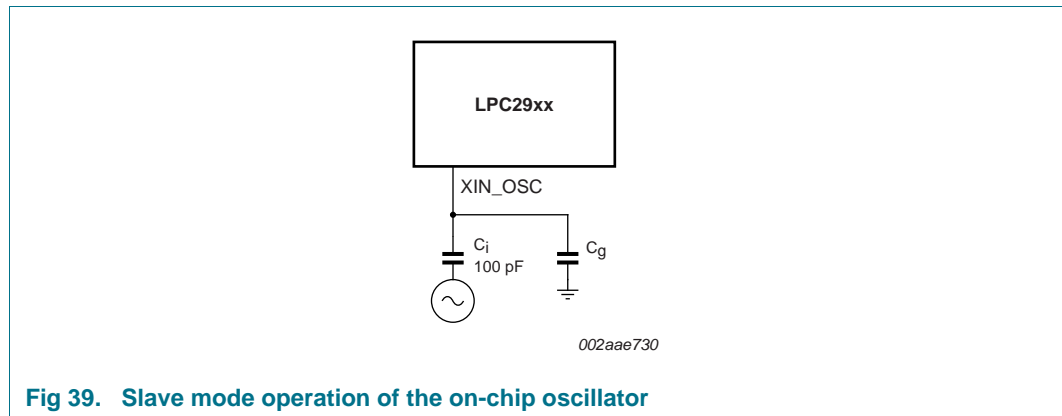 LPC29xx
XIN_OSC
Ci
100 pF
Cg
002aae730
Fig 39. Slave mode operation of the on-chip oscillator